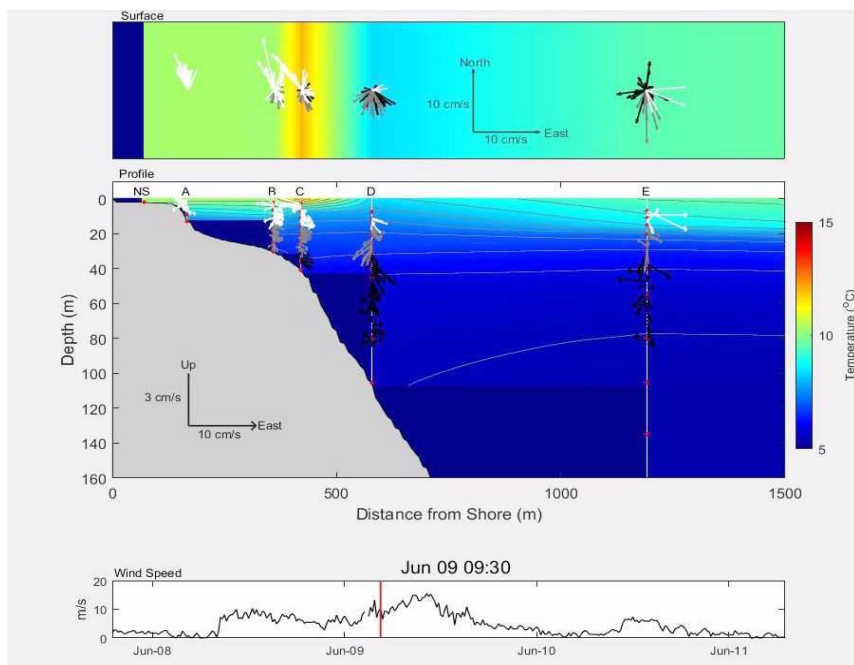 Surface
North
10 cm/s
East
10 cm/s
Profile
NS A B C D E
0
20
40
60
80
100
120
140
160
Depth (m)
Up
3 cm/s
East
10 cm/s
0 500 1000 1500
Distance from Shore (m)
15
10
5
Temperature (°C)
Jun 09 09:30
Wind Speed
20
10
0
m/s
Jun-08 Jun-09 Jun-10 Jun-11